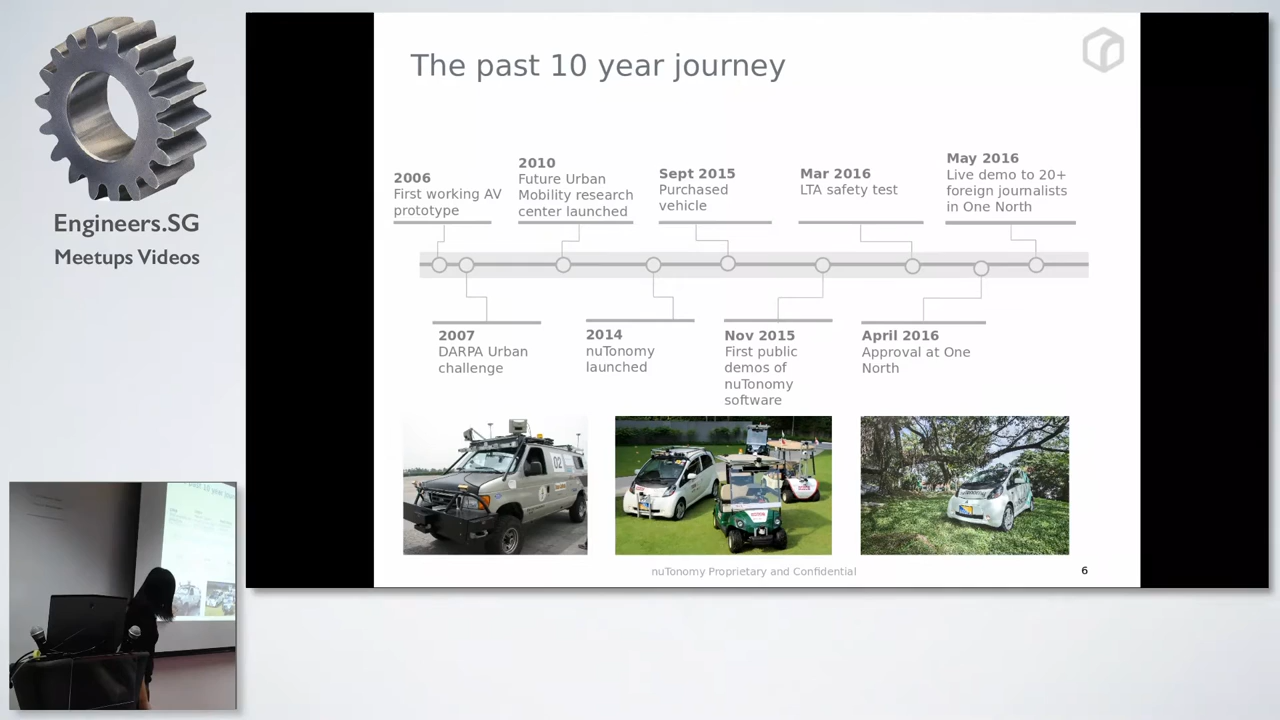 Engineers.SG
Meetups Videos
The past 10 year journey
2006
First working AV
prototype
2010
Future Urban
Mobility research
center launched
Sept 2015
Purchased
vehicle
Mar 2016
LTA safety test
May 2016
Live demo to 20+
foreign journalists
in One North
2007
DARPA Urban
challenge
2014
nuTonomy
launched
Nov 2015
First public
demos of
nuTonomy
software
April 2016
Approval at One
North
02
nuTonomy Proprietary and Confidential
6